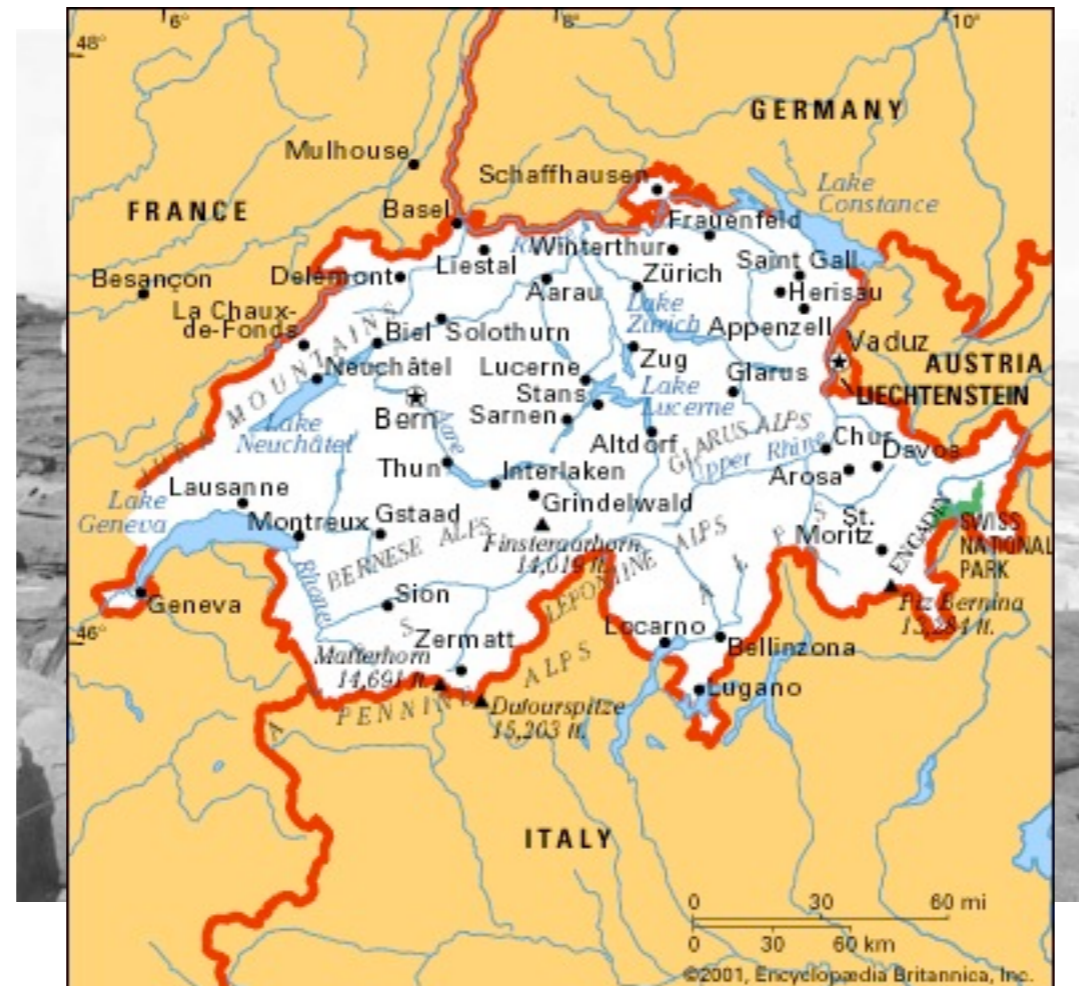 6°
8°
10°
48°
GERMANY
Mulhouse
Schaffhausen
Lake
Constance
FRANCE
Basel
Frauenfeld
Winterthur
Liestal
Zürich
Saint Gall
Besançon
Delémont
Aarau
Herisau
La Chaux-
de-Fonds
Lake
Zürich
Appenzell
Biel
Solothurn
Vaduz
JURA MOUNTAINS
Neuchâtel
Lucerne
Zug
Glarus
AUSTRIA
Stans
Lake
Lucerne
LIECHTENSTEIN
Bern
Sarnen
Lake
Neuchâtel
Aare
Altdorf
GLARUS ALPS
Chur
Davos
Upper Rhine
Thun
Interlaken
Arosa
Lausanne
Grindelwald
Lake
Geneva
Montreux
Gstaad
St.
Moritz
ENGADIN
SWISS
NATIONAL
PARK
BERNESE ALPS
Finsteraarhorn
14,019 ft.
LEPONTINE ALPS
ALPS
Rhone
Geneva
Sion
Piz Bernina
13,284 ft.
46°
Zermatt
Locarno
Bellinzona
Matterhorn
14,691 ft.
Lugano
PENNINE ALPS
Dufourspitze
15,203 ft.
ITALY
0 30 60 mi
0 30 60 km
©2001, Encyclopædia Britannica, Inc.